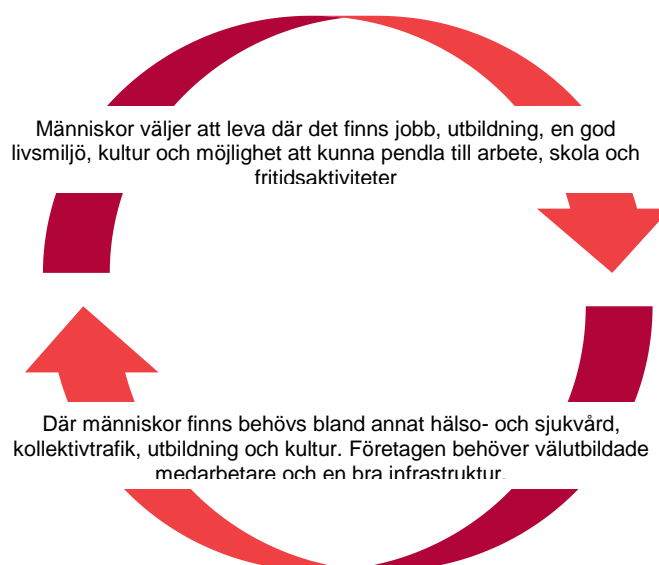 Människor väljer att leva där det finns jobb, utbildning, en god
livsmiljö, kultur och möjlighet att kunna pendla till arbete, skola och
fritidsaktiviteter
Där människor finns behövs bland annat hälso- och sjukvård,
kollektivtrafik, utbildning och kultur. Företagen behöver välutbildade
medarbetare och en bra infrastruktur.